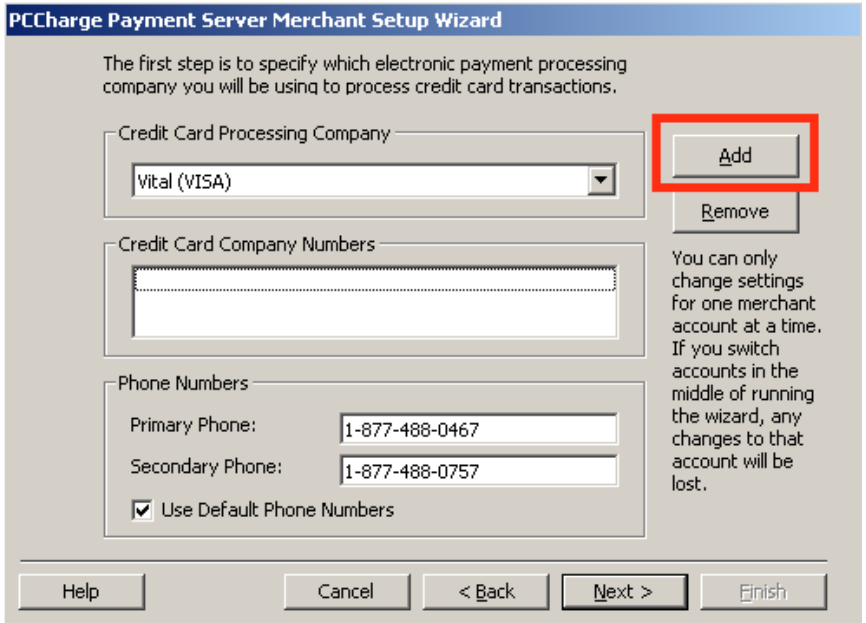 PCCharge Payment Server Merchant Setup Wizard
The first step is to specify which electronic payment processing
company you will be using to process credit card transactions.
Credit Card Processing Company
Vital (VISA)
Add
Remove
Credit Card Company Numbers
You can only
change settings
for one merchant
account at a time.
If you switch
accounts in the
middle of running
the wizard, any
changes to that
account will be
lost.
Phone Numbers
Primary Phone:
1-877-488-0467
Secondary Phone:
1-877-488-0757
Use Default Phone Numbers
Help
Cancel
< Back
Next >
Finish